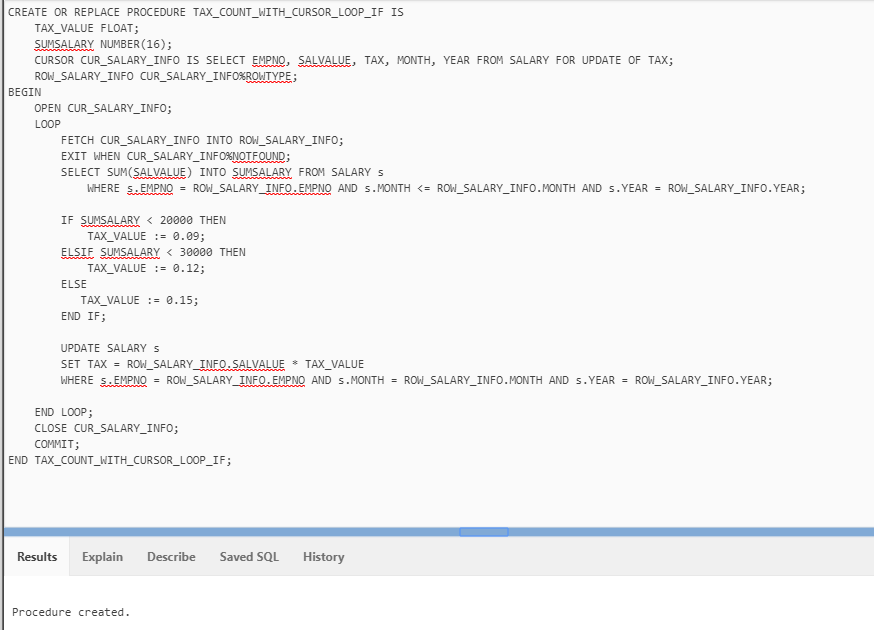 CREATE OR REPLACE PROCEDURE TAX_COUNT_WITH_CURSOR_LOOP_IF IS
    TAX_VALUE FLOAT;
    SUMSALARY NUMBER(16);
    CURSOR CUR_SALARY_INFO IS SELECT EMPNO, SALVALUE, TAX, MONTH, YEAR FROM SALARY FOR UPDATE OF TAX;
    ROW_SALARY_INFO CUR_SALARY_INFO%ROWTYPE;
BEGIN
    OPEN CUR_SALARY_INFO;
    LOOP
        FETCH CUR_SALARY_INFO INTO ROW_SALARY_INFO;
        EXIT WHEN CUR_SALARY_INFO%NOTFOUND;
        SELECT SUM(SALVALUE) INTO SUMSALARY FROM SALARY s
            WHERE s.EMPNO = ROW_SALARY_INFO.EMPNO AND s.MONTH <= ROW_SALARY_INFO.MONTH AND s.YEAR = ROW_SALARY_INFO.YEAR;
        IF SUMSALARY < 20000 THEN
            TAX_VALUE := 0.09;
        ELSIF SUMSALARY < 30000 THEN
            TAX_VALUE := 0.12;
        ELSE
           TAX_VALUE := 0.15;
        END IF;
        UPDATE SALARY s
        SET TAX = ROW_SALARY_INFO.SALVALUE * TAX_VALUE
        WHERE s.EMPNO = ROW_SALARY_INFO.EMPNO AND s.MONTH = ROW_SALARY_INFO.MONTH AND s.YEAR = ROW_SALARY_INFO.YEAR;
    END LOOP;
    CLOSE CUR_SALARY_INFO;
    COMMIT;
END TAX_COUNT_WITH_CURSOR_LOOP_IF;
Results Explain Describe Saved SQL History
Procedure created.